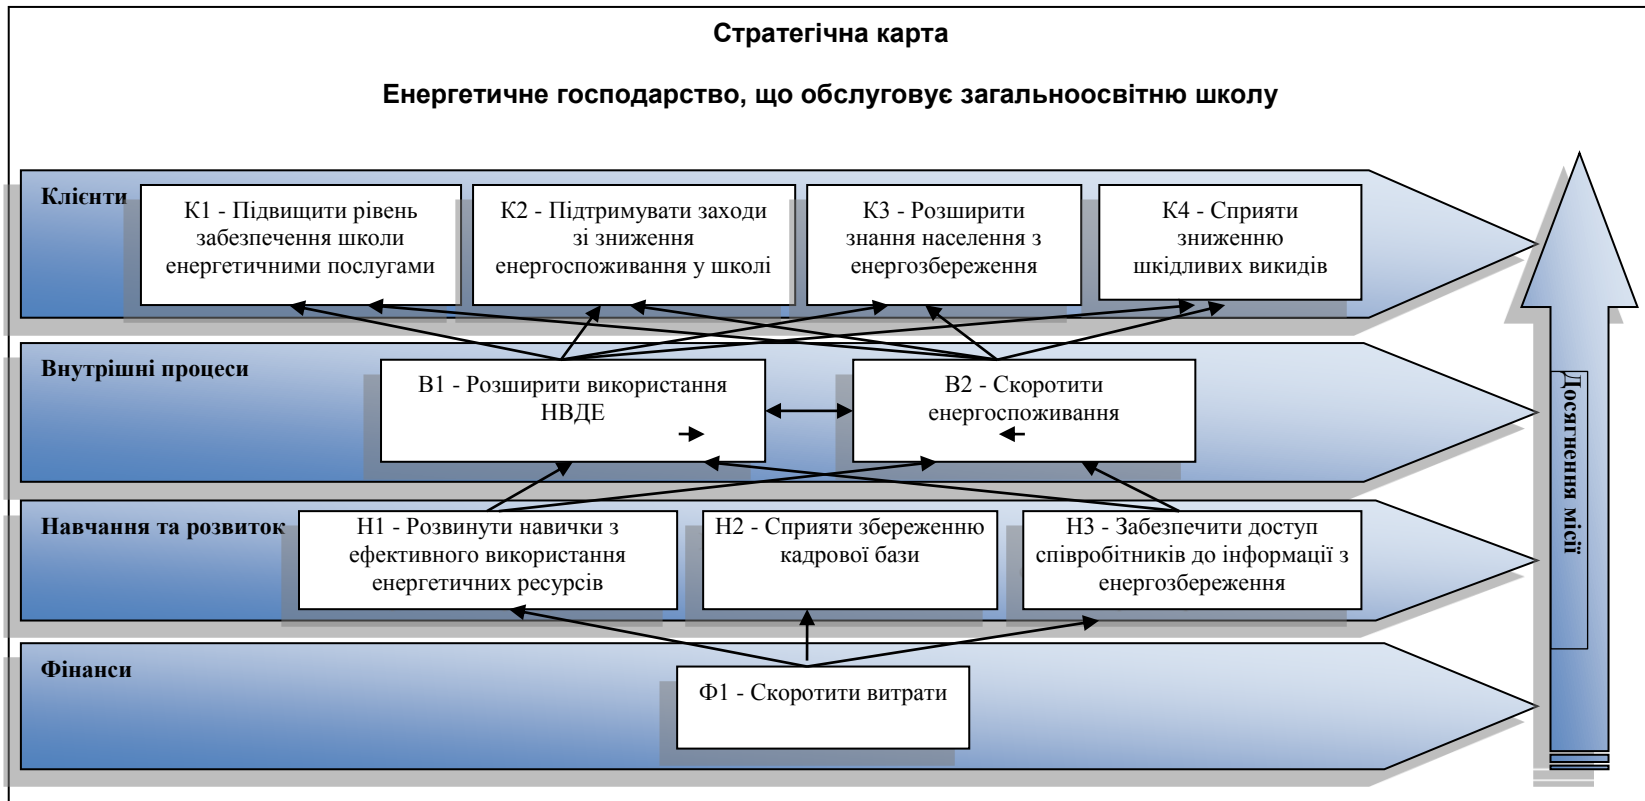 Стратегічна карта
Енергетичне господарство, що обслуговує загальноосвітню школу
Клієнти
К1 - Підвищити рівень
забезпечення школи
енергетичними послугами
К2 - Підтримувати заходи
зі зниження
енергоспоживання у школі
К3 - Розширити
знання населення з
енергозбереження
К4 - Сприяти
зниженню
шкідливих викидів
Внутрішні процеси
В1 - Розширити використання
НВДЕ
В2 - Скоротити
енергоспоживання
Навчання та розвиток
Н1 - Розвинути навички з
ефективного використання
енергетичних ресурсів
Н2 - Сприяти збереженню
кадрової бази
Н3 - Забезпечити доступ
співробітників до інформації з
енергозбереження
Фінанси
Ф1 - Скоротити витрати
Досягнення місії